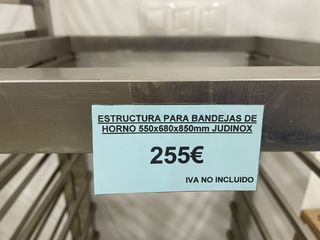 ESTRUCTURA PARA BANDEJAS DE
HORNO 550x680x850mm JUDINOX
255€
IVA NO INCLUIDO